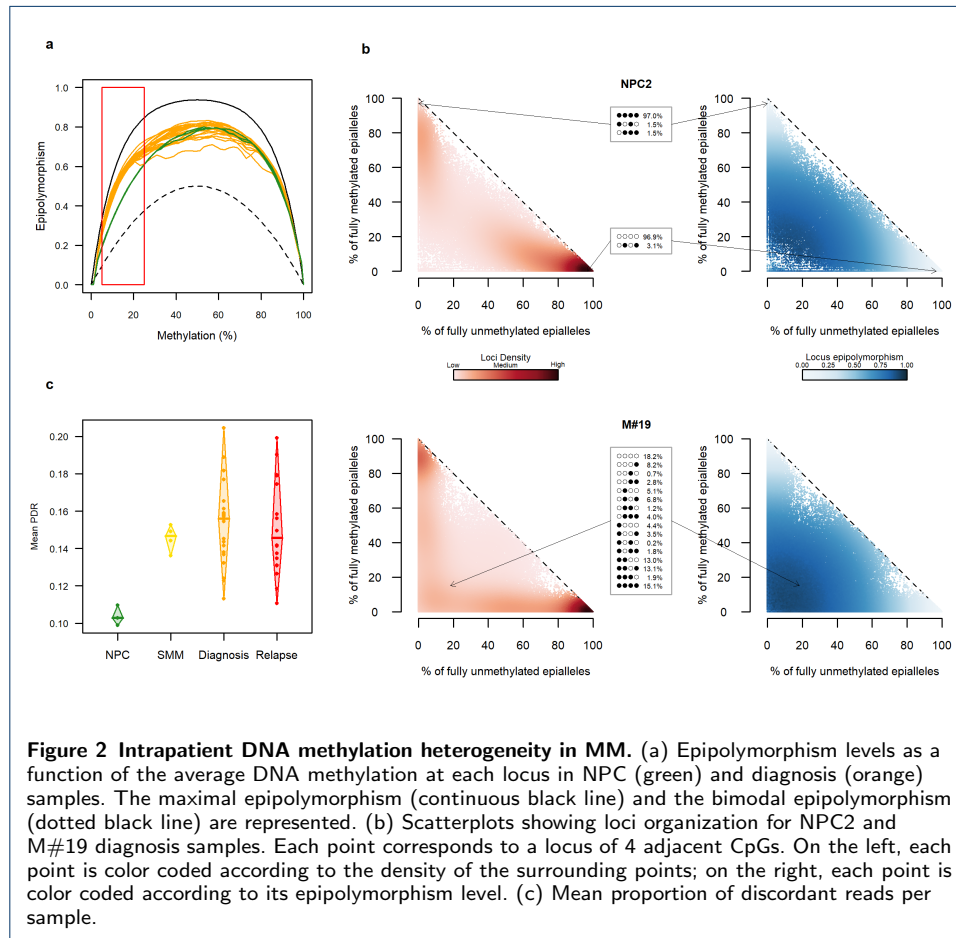 a
1.0
0.8
0.6
0.4
0.2
0.0
Epipolymorphism
0 20 40 60 80 100
Methylation (%)
b
NPC2
100
80
60
40
20
0
% of fully methylated epialleles
0 20 40 60 80 100
% of fully unmethylated epialleles
97.0%
1.5%
1.5%
96.9%
3.1%
100
80
60
40
20
0
% of fully methylated epialleles
0 20 40 60 80 100
% of fully unmethylated epialleles
Loci Density
Low Medium High
Locus epipolymorphism
0.00 0.25 0.50 0.75 1.00
c
0.20
0.18
0.16
0.14
0.12
0.10
Mean PDR
NPC SMM Diagnosis Relapse
M#19
100
80
60
40
20
0
% of fully methylated epialleles
0 20 40 60 80 100
% of fully unmethylated epialleles
18.2%
8.2%
0.7%
2.8%
5.1%
6.8%
1.2%
4.0%
4.4%
3.5%
0.2%
1.8%
13.0%
13.1%
1.9%
15.1%
100
80
60
40
20
0
% of fully methylated epialleles
0 20 40 60 80 100
% of fully unmethylated epialleles
Figure 2 Intrapatient DNA methylation heterogeneity in MM. (a) Epipolymorphism levels as a
function of the average DNA methylation at each locus in NPC (green) and diagnosis (orange)
samples. The maximal epipolymorphism (continuous black line) and the bimodal epipolymorphism
(dotted black line) are represented. (b) Scatterplots showing loci organization for NPC2 and
M#19 diagnosis samples. Each point corresponds to a locus of 4 adjacent CpGs. On the left, each
point is color coded according to the density of the surrounding points; on the right, each point is
color coded according to its epipolymorphism level. (c) Mean proportion of discordant reads per
sample.